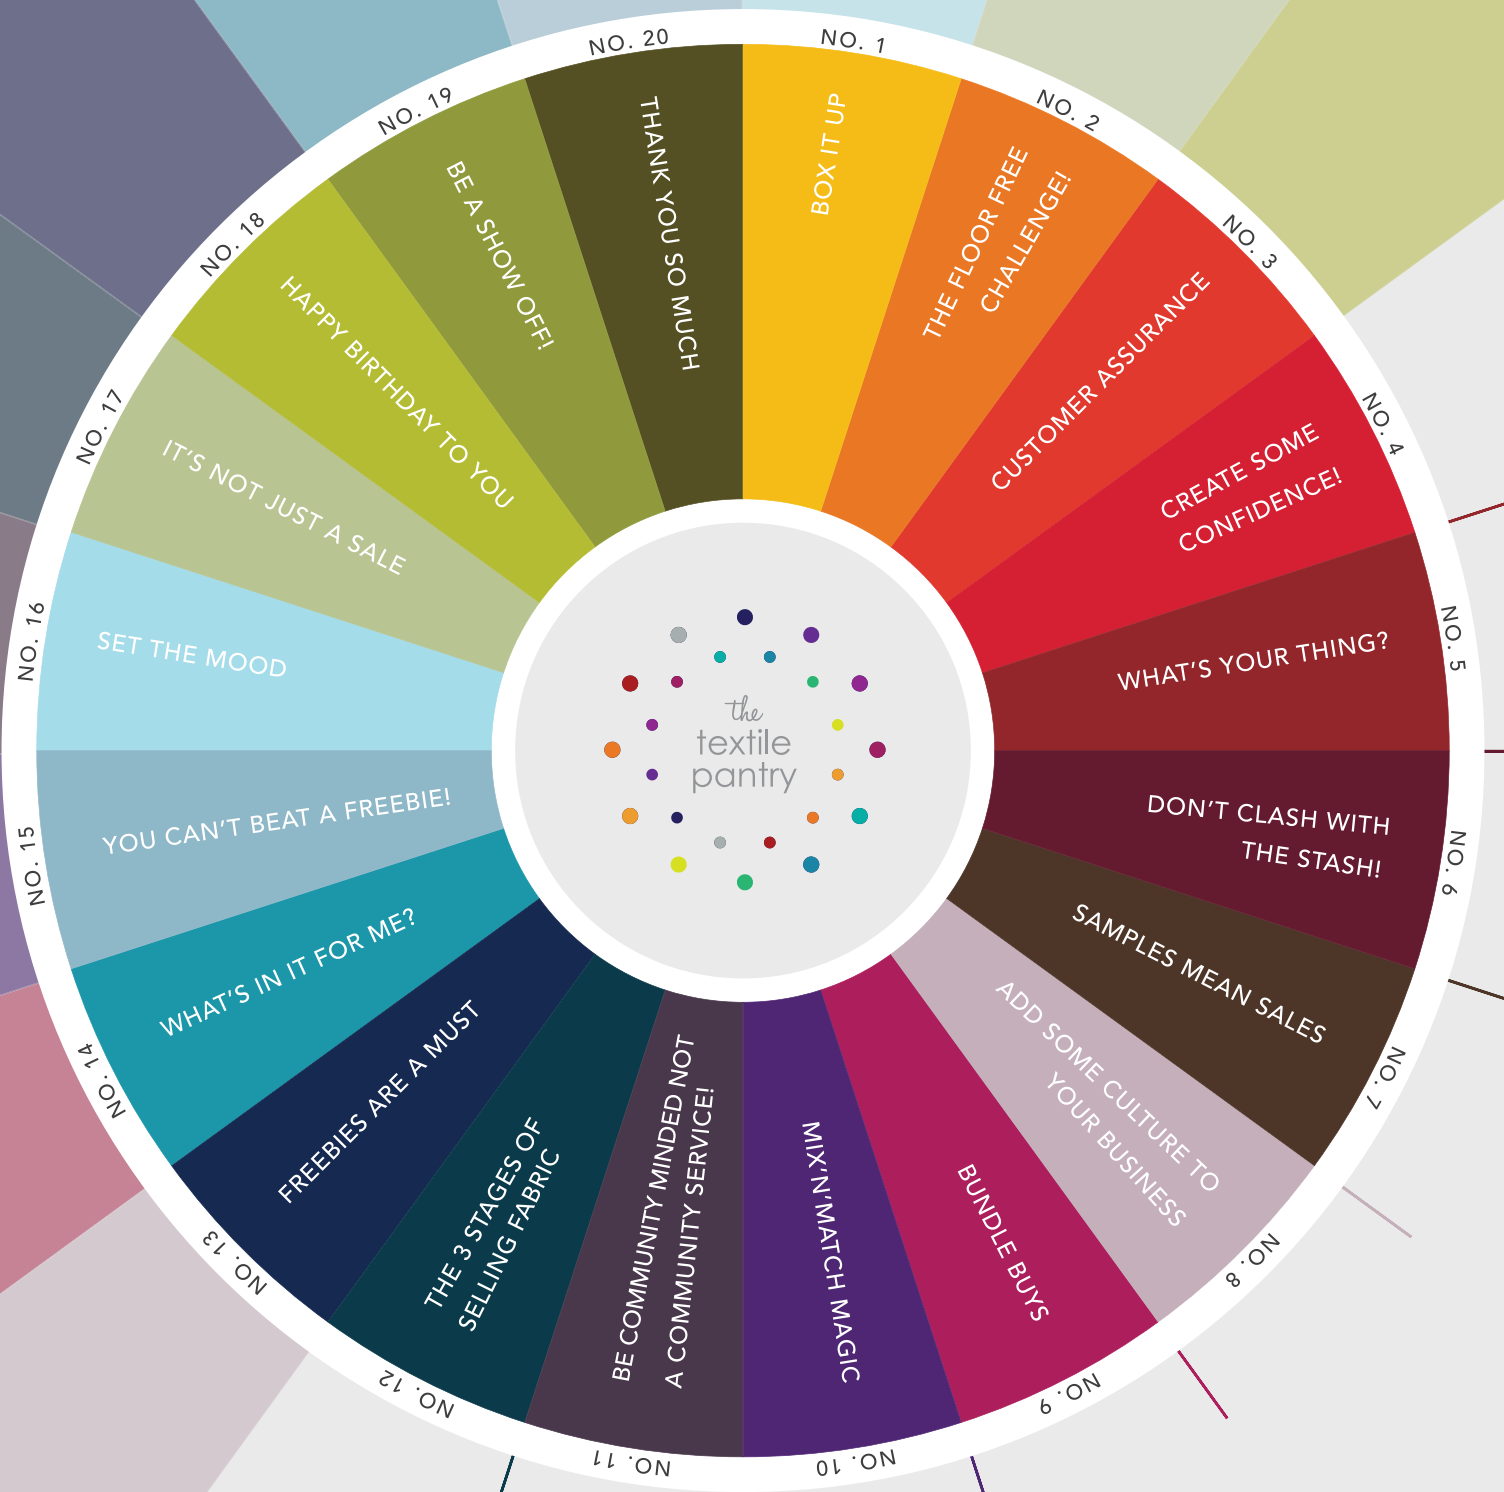 NO. 1
BOX IT UP
NO. 2
THE FLOOR FREE
CHALLENGE!
NO. 3
CUSTOMER ASSURANCE
NO. 4
CREATE SOME
CONFIDENCE!
NO. 5
WHAT’S YOUR THING?
NO. 6
DON’T CLASH WITH
THE STASH!
NO. 7
SAMPLES MEAN SALES
NO. 8
ADD SOME CULTURE TO
YOUR BUSINESS
NO. 9
BUNDLE BUYS
NO. 10
MIX’N’MATCH MAGIC
NO. 11
BE COMMUNITY MINDED NOT
A COMMUNITY SERVICE!
NO. 12
THE 3 STAGES OF
SELLING FABRIC
NO. 13
FREEBIES ARE A MUST
NO. 14
WHAT’S IN IT FOR ME?
NO. 15
YOU CAN’T BEAT A FREEBIE!
NO. 16
SET THE MOOD
NO. 17
IT’S NOT JUST A SALE
NO. 18
HAPPY BIRTHDAY TO YOU
NO. 19
BE A SHOW OFF!
NO. 20
THANK YOU SO MUCH
the
textile
pantry